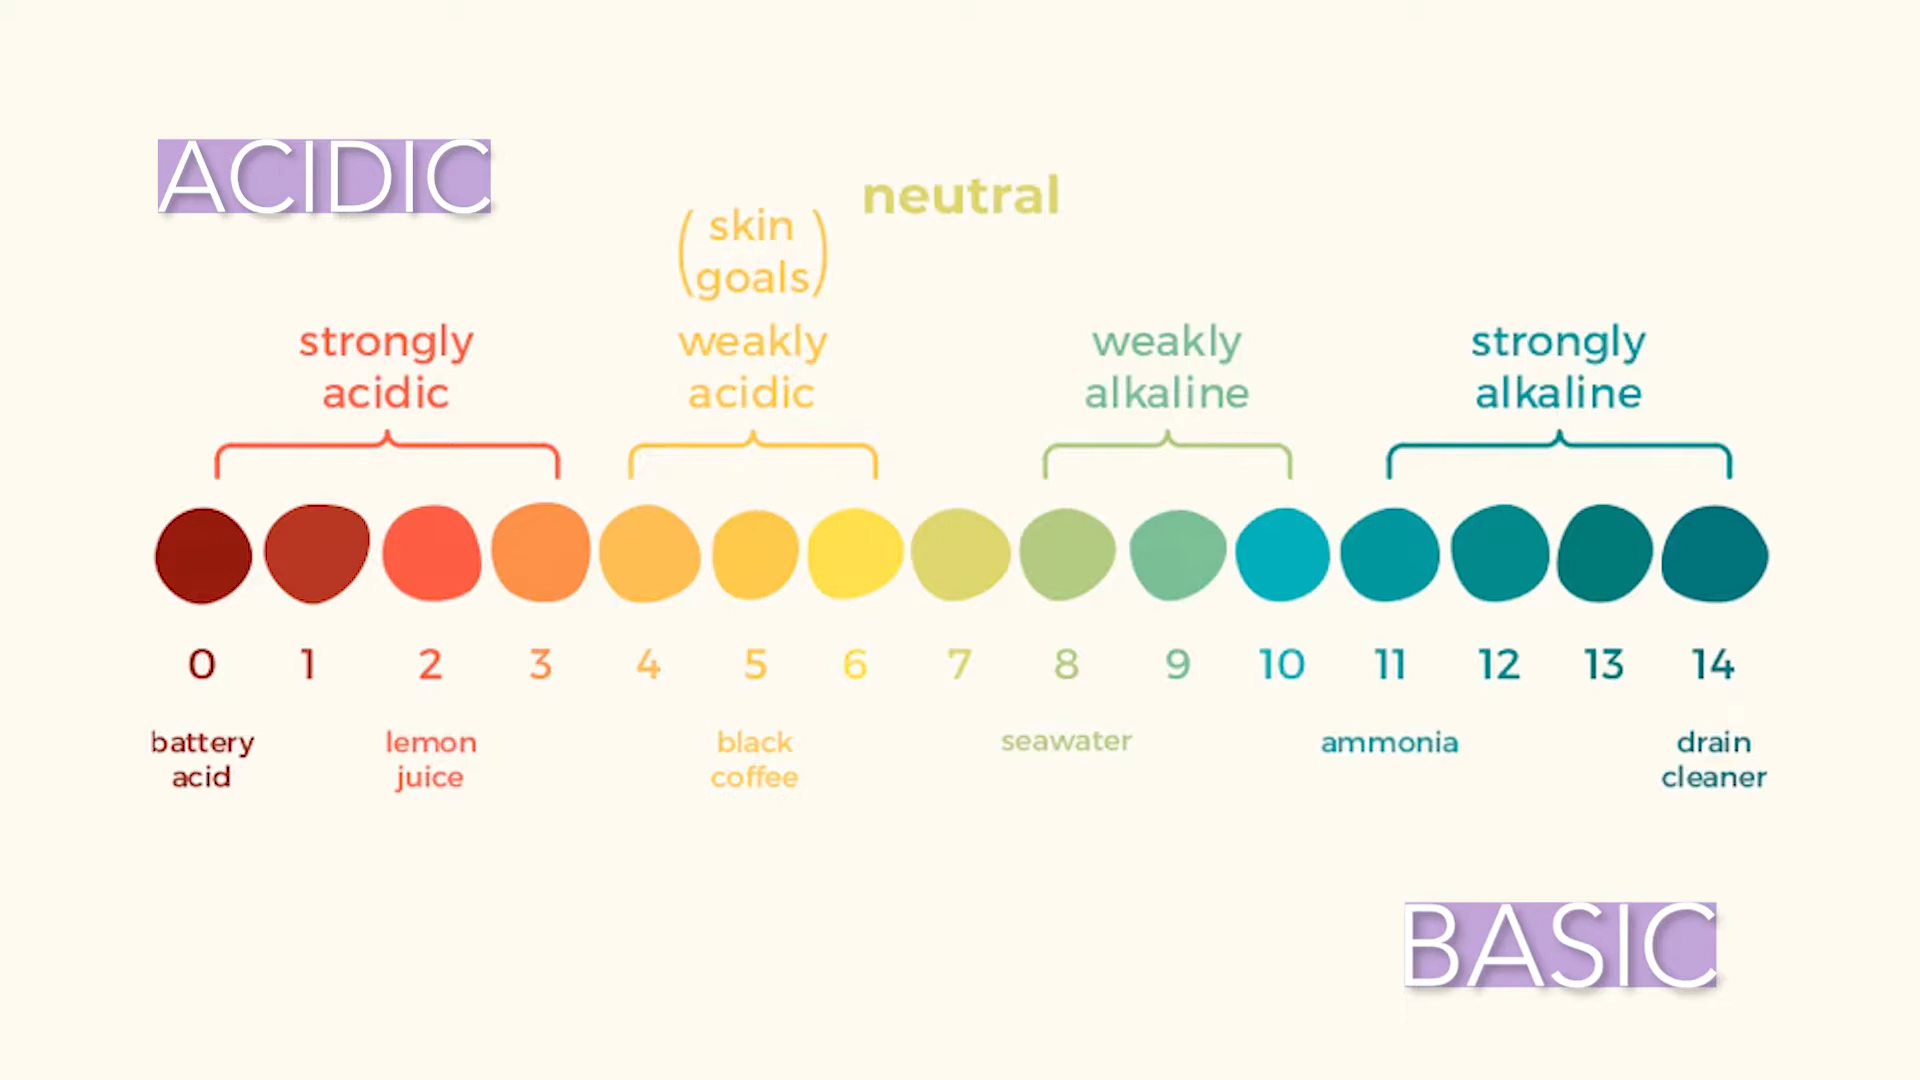 ACIDIC
neutral
(skin
goals)
strongly
acidic
weakly
acidic
weakly
alkaline
strongly
alkaline
0 1 2 3 4 5 6 7 8 9 10 11 12 13 14
battery
acid
lemon
juice
black
coffee
seawater
ammonia
drain
cleaner
BASIC